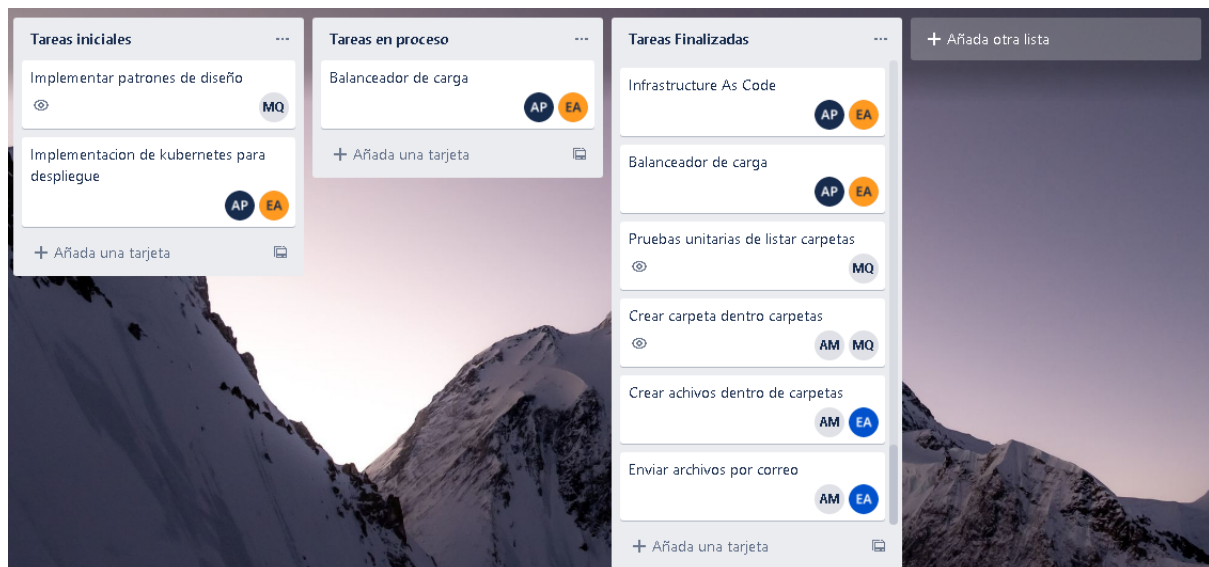 Tareas iniciales
Implementar patrones de diseño
MQ
Implementacion de kubernetes para
despliegue
AP EA
Añada una tarjeta
Tareas en proceso
Balanceador de carga
AP EA
Añada una tarjeta
Tareas Finalizadas
Infrastructure As Code
AP EA
Balanceador de carga
AP EA
Pruebas unitarias de listar carpetas
MQ
Crear carpeta dentro carpetas
AM MQ
Crear achivos dentro de carpetas
AM EA
Enviar archivos por correo
AM EA
Añada una tarjeta
Añada otra lista